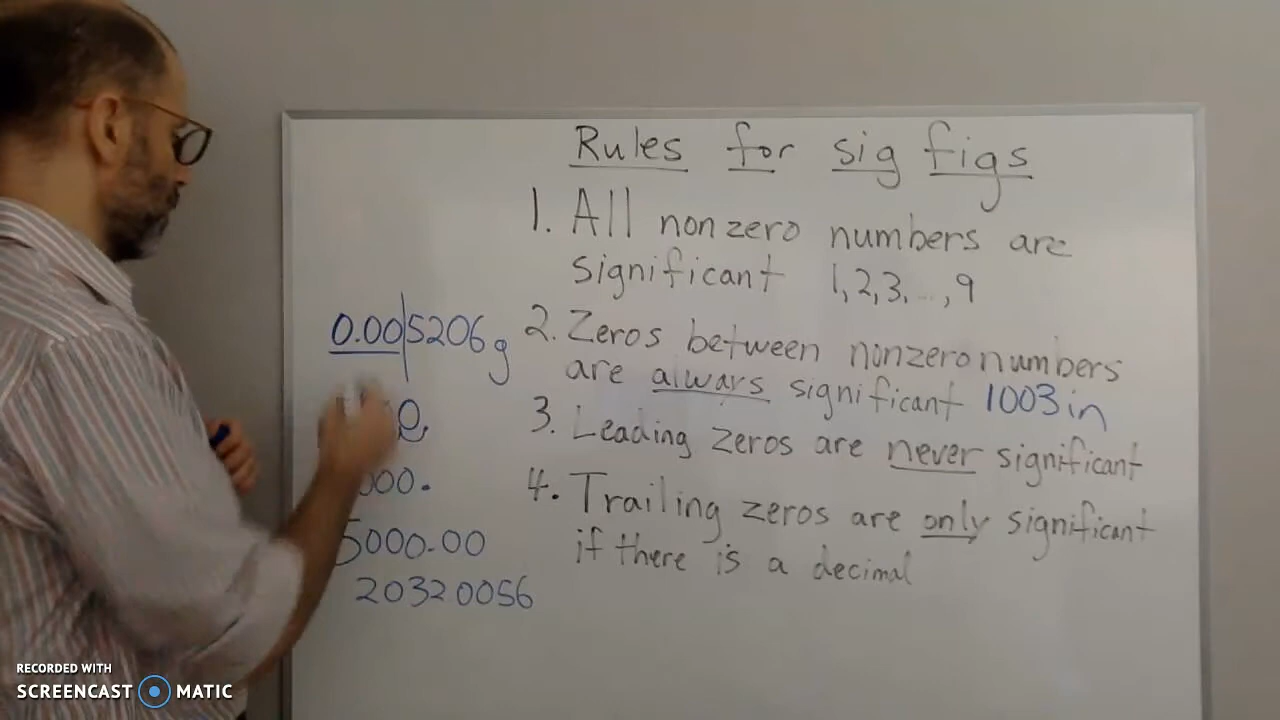 Rules for sig figs
1. All nonzero numbers are
significant 1,2,3,...,9
0.005206g
2. Zeros between nonzero numbers
are always significant 1003 in
3. Leading zeros are never significant
4. Trailing zeros are only significant
if there is a decimal
000.
5000.00
20320056
RECORDED WITH
SCREENCAST MATIC